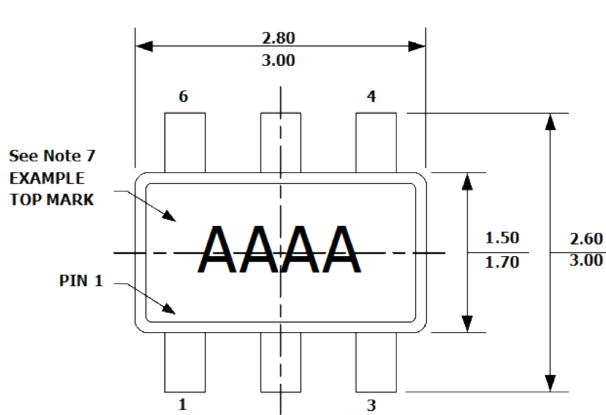 2.80
3.00
6
4
See Note 7
EXAMPLE
TOP MARK
AAAA
1.50
1.70
2.60
3.00
PIN 1
1
3